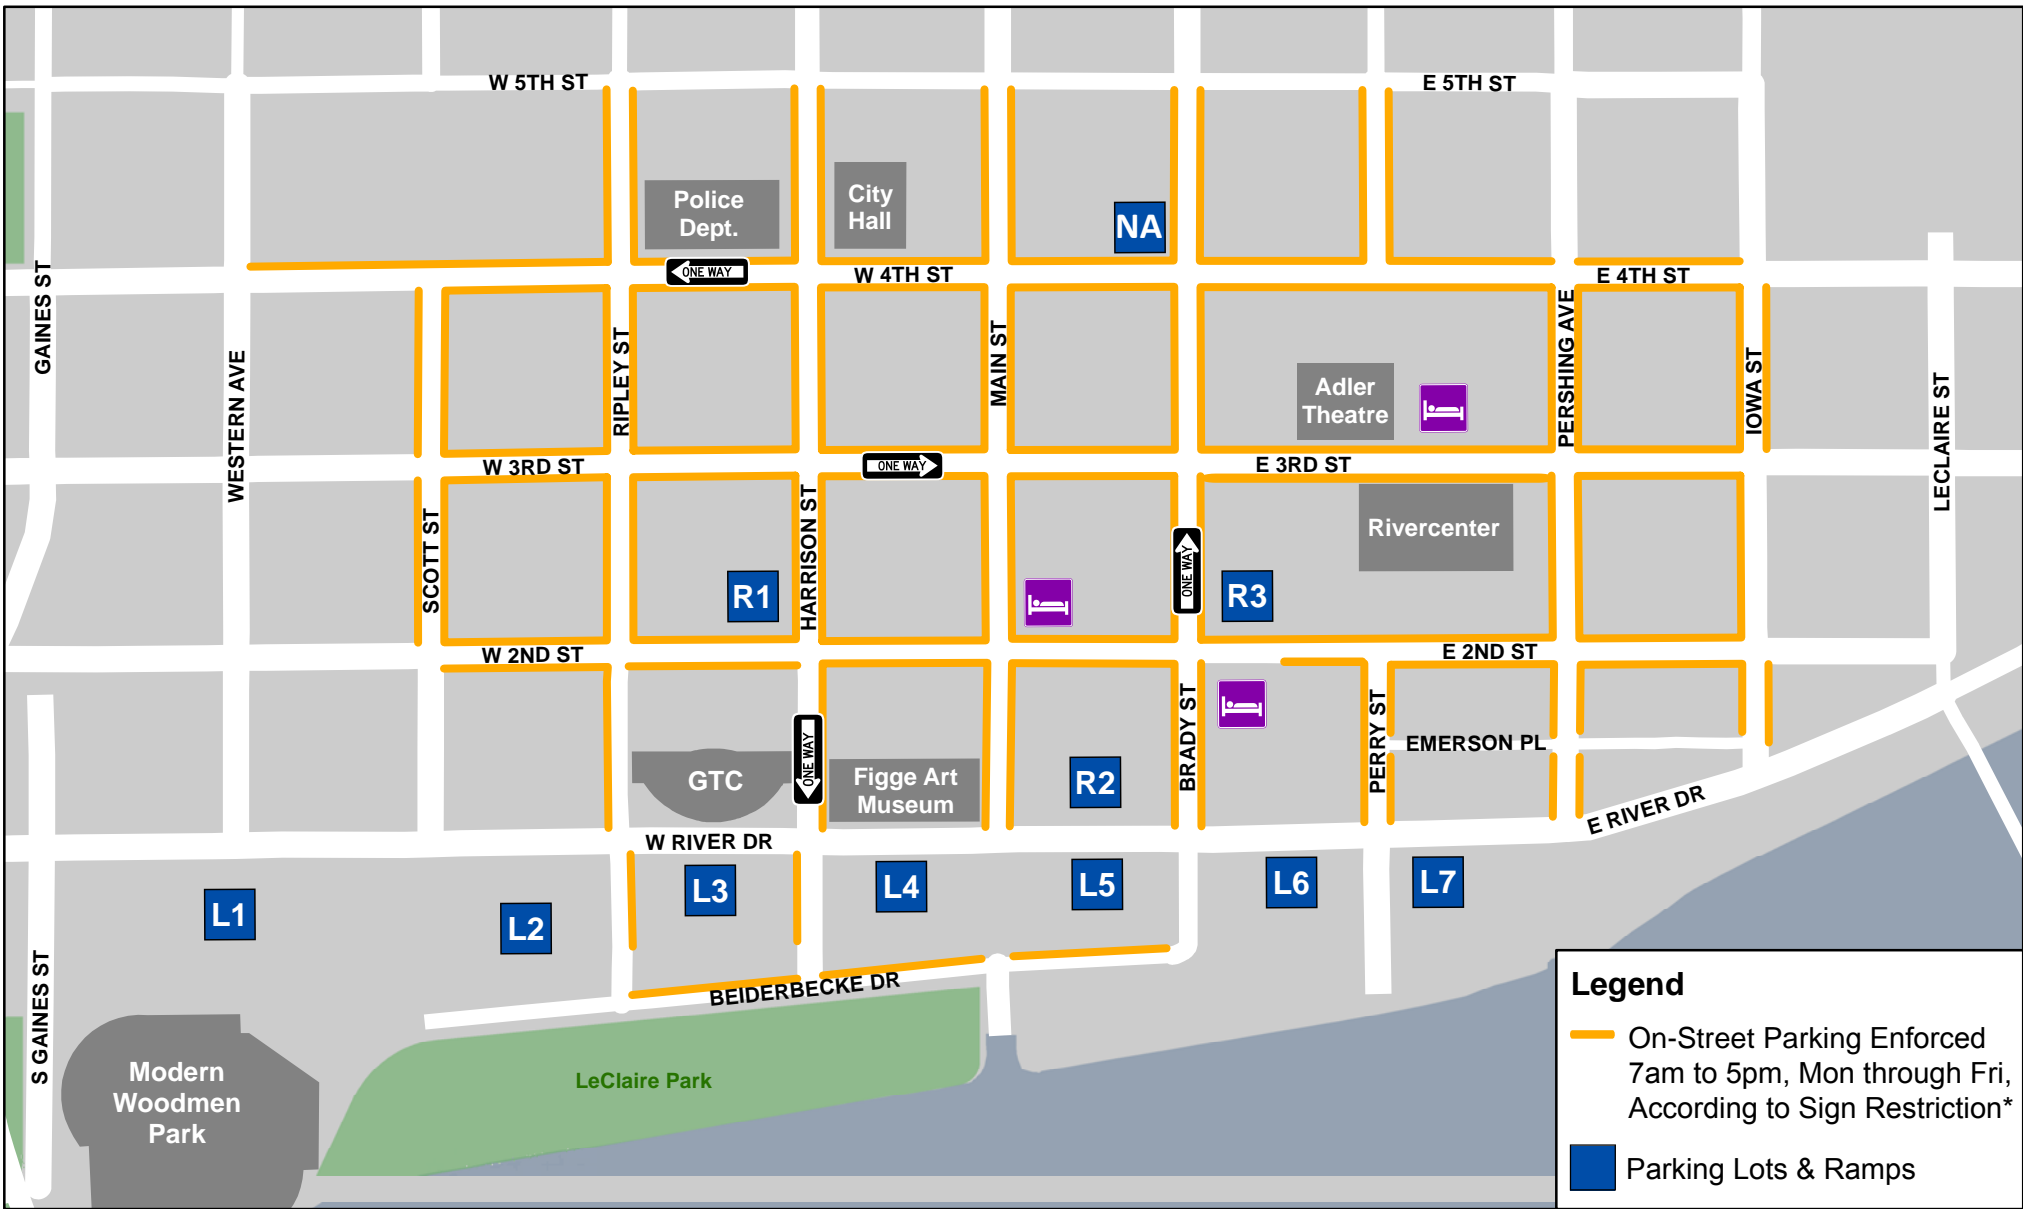 W 5TH ST
E 5TH ST
Police
Dept.
City
Hall
NA
ONE WAY
W 4TH ST
E 4TH ST
GAINES ST
WESTERN AVE
RIPLEY ST
MAIN ST
PERSHING AVE
IOWA ST
LECLAIRE ST
Adler
Theatre
W 3RD ST
ONE WAY
E 3RD ST
SCOTT ST
HARRISON ST
Rivercenter
R1
ONE WAY
R3
W 2ND ST
E 2ND ST
BRADY ST
PERRY ST
EMERSON PL
ONE WAY
GTC
Figge Art
Museum
R2
E RIVER DR
W RIVER DR
L1
L2
L3
L4
L5
L6
L7
S GAINES ST
BEIDERBECKE DR
Modern
Woodmen
Park
LeClaire Park
Legend
On-Street Parking Enforced
7am to 5pm, Mon through Fri,
According to Sign Restriction*
Parking Lots & Ramps